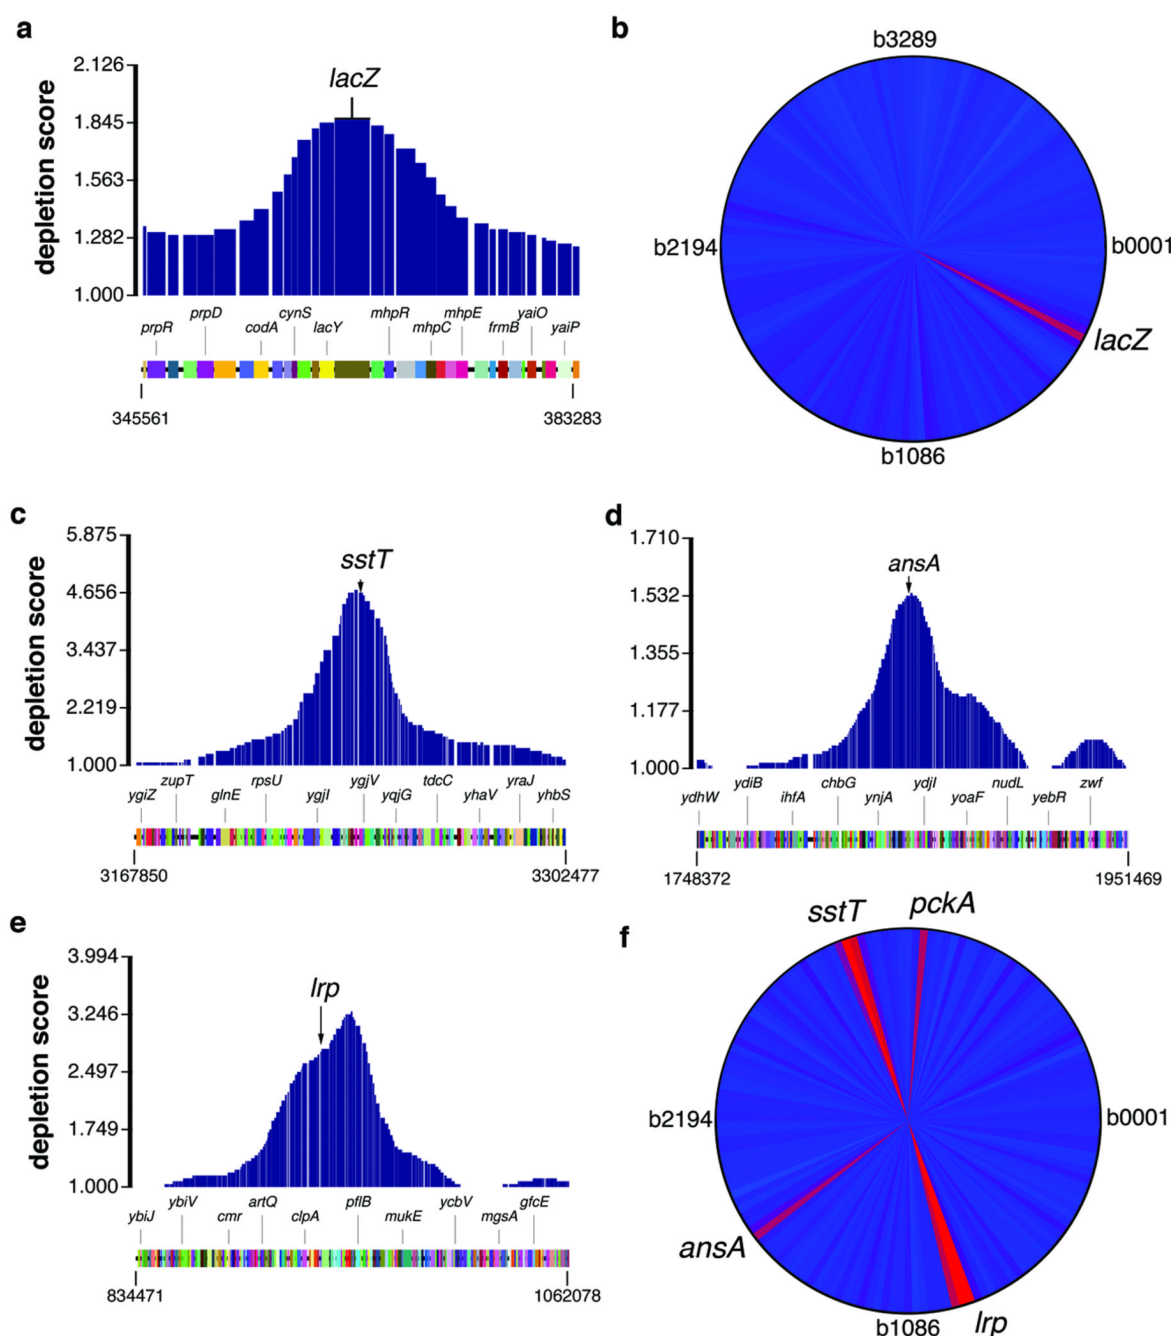 a
2.126
1.845
1.563
1.282
1.000
depletion score
lacZ
prpR
prpD
codA
cynS
lacY
mhpR
mhpC
mhpE
frmB
yaiO
yaiP
345561
383283
b
b3289
b2194
b0001
lacZ
b1086
c
5.875
4.656
3.437
2.219
1.000
depletion score
sstT
ygiZ
zupT
glnE
rpsU
ygjI
ygjV
yqjG
tdcC
yhaV
yraJ
yhbS
3167850
3302477
d
1.710
1.532
1.355
1.177
1.000
ansA
ydhW
ydiB
ihfA
chbG
ynjA
ydjI
yoaF
nudL
yebR
zwf
1748372
1951469
e
3.994
3.246
2.497
1.749
1.000
depletion score
lrp
ybiJ
ybiV
cmr
artQ
clpA
pflB
mukE
ycbV
mgsA
gfcE
834471
1062078
f
sstT
pckA
b2194
b0001
ansA
b1086
lrp